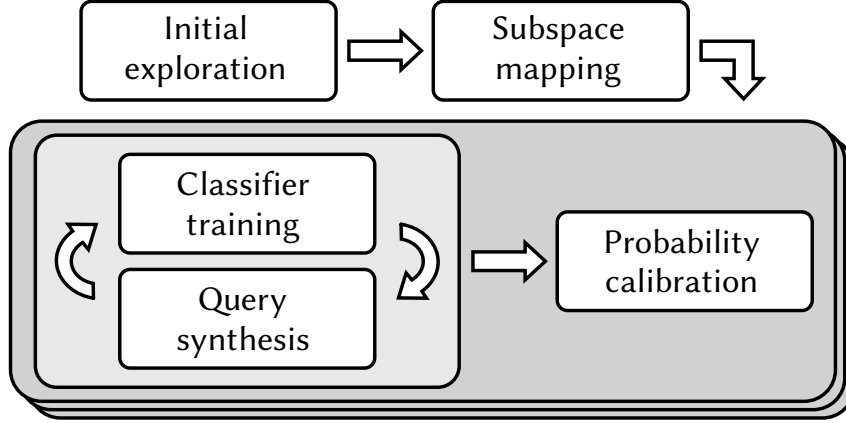 Initial
exploration
Subspace
mapping
Classifier
training
Query
synthesis
Probability
calibration